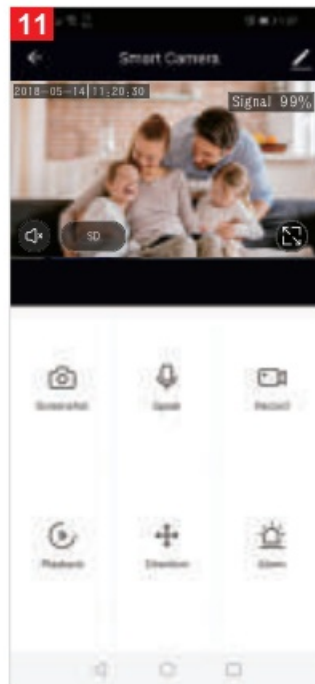 11
Smart Camera
2018-05-14 11:20:30
Signal 99%
SD
Screenshot Speak Record
Playback Direction Alarm